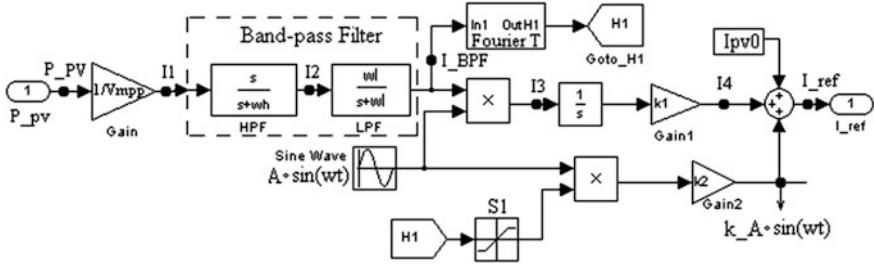 Band-pass Filter
P_PV
1
P_pv
1/Vmpp
Gain
I1
s
s+wh
HPF
I2
wl
s+wl
LPF
I_BPF
In1 OutH1
Fourier T
H1
Goto_H1
×
I3
1
s
k1
Gain1
I4
Ipv0
+
+
+
I_ref
1
I_ref
Sine Wave
A∘sin(wt)
×
k2
Gain2
k_A∘sin(wt)
H1
S1